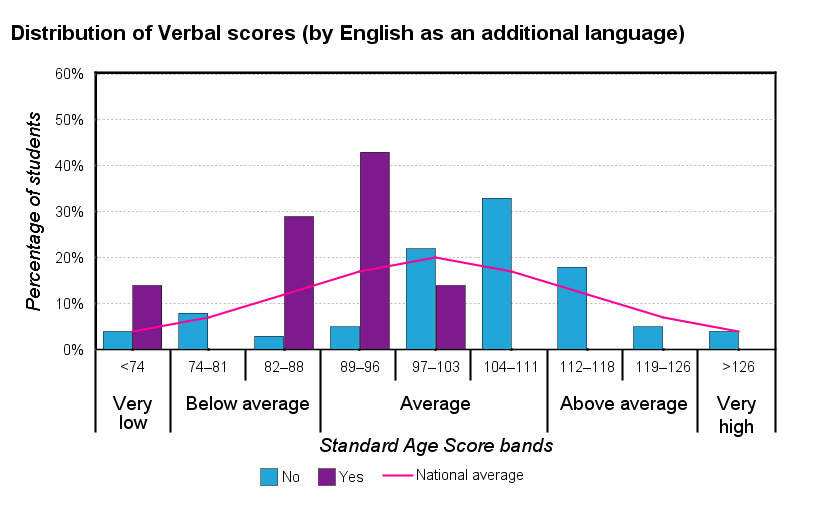 Distribution of Verbal scores (by English as an additional language)
60%
50%
40%
30%
20%
10%
0%
Percentage of students
<74 74–81 82–88 89–96 97–103 104–111 112–118 119–126 >126
Very low Below average Average Above average Very high
Standard Age Score bands
No Yes National average